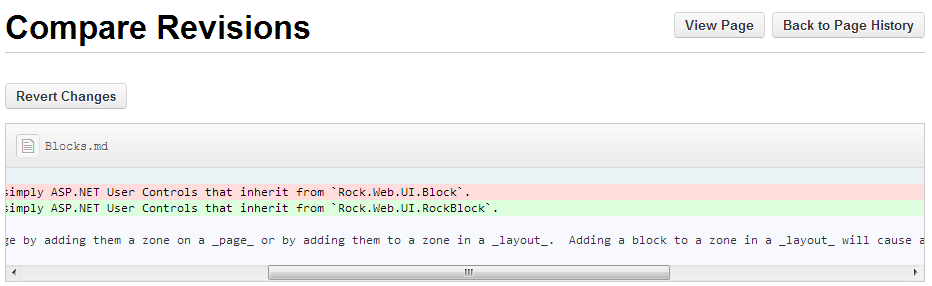 Compare Revisions
View Page
Back to Page History
Revert Changes
Blocks.md
simply ASP.NET User Controls that inherit from `Rock.Web.UI.Block`.
simply ASP.NET User Controls that inherit from `Rock.Web.UI.RockBlock`.
ge by adding them a zone on a _page_ or by adding them to a zone in a _layout_.  Adding a block to a zone in a _layout_ will cause a